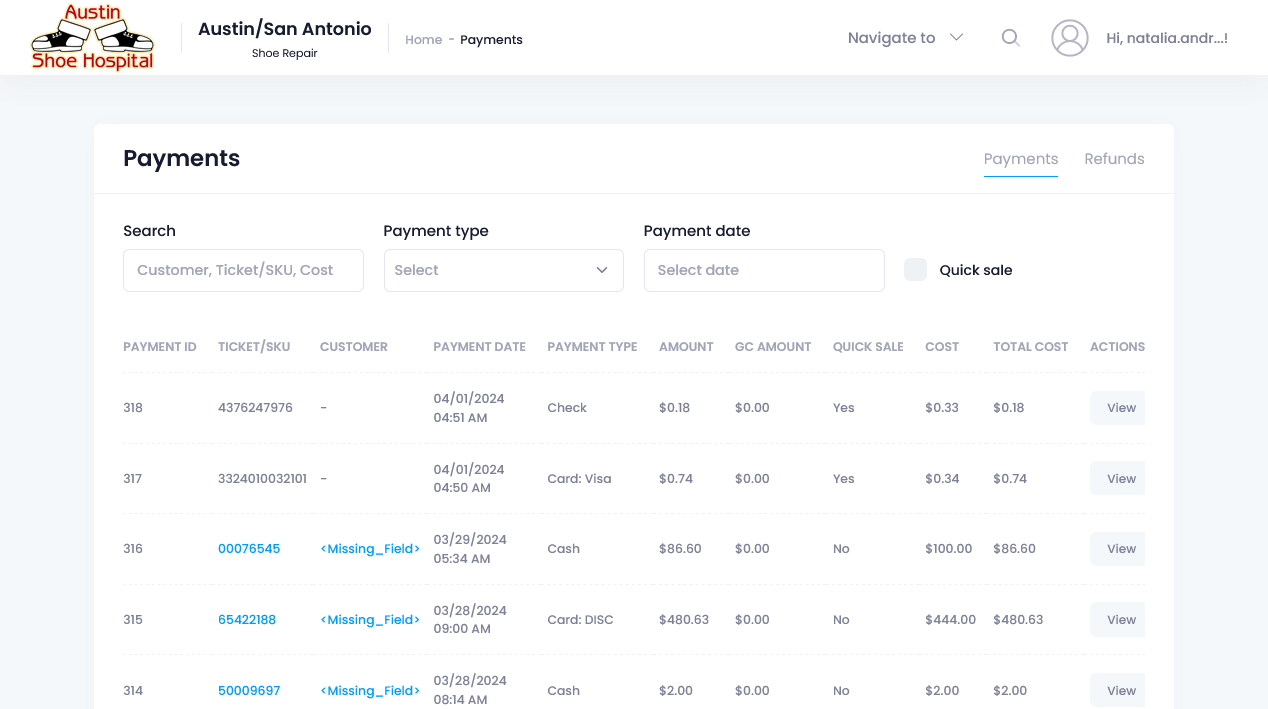 Austin
Shoe Hospital
Austin/San Antonio
Shoe Repair
Home - Payments
Navigate to
Hi, natalia.andr...!
Payments
Payments Refunds
Search Payment type Payment date
Customer, Ticket/SKU, Cost Select Select date Quick sale
PAYMENT ID TICKET/SKU CUSTOMER PAYMENT DATE PAYMENT TYPE AMOUNT GC AMOUNT QUICK SALE COST TOTAL COST ACTIONS
318 4376247976 - 04/01/2024 04:51 AM Check $0.18 $0.00 Yes $0.33 $0.18 View
317 3324010032101 - 04/01/2024 04:50 AM Card: Visa $0.74 $0.00 Yes $0.34 $0.74 View
316 00076545 <Missing_Field> 03/29/2024 05:34 AM Cash $86.60 $0.00 No $100.00 $86.60 View
315 65422188 <Missing_Field> 03/28/2024 09:00 AM Card: DISC $480.63 $0.00 No $444.00 $480.63 View
314 50009697 <Missing_Field> 03/28/2024 08:14 AM Cash $2.00 $0.00 No $2.00 $2.00 View